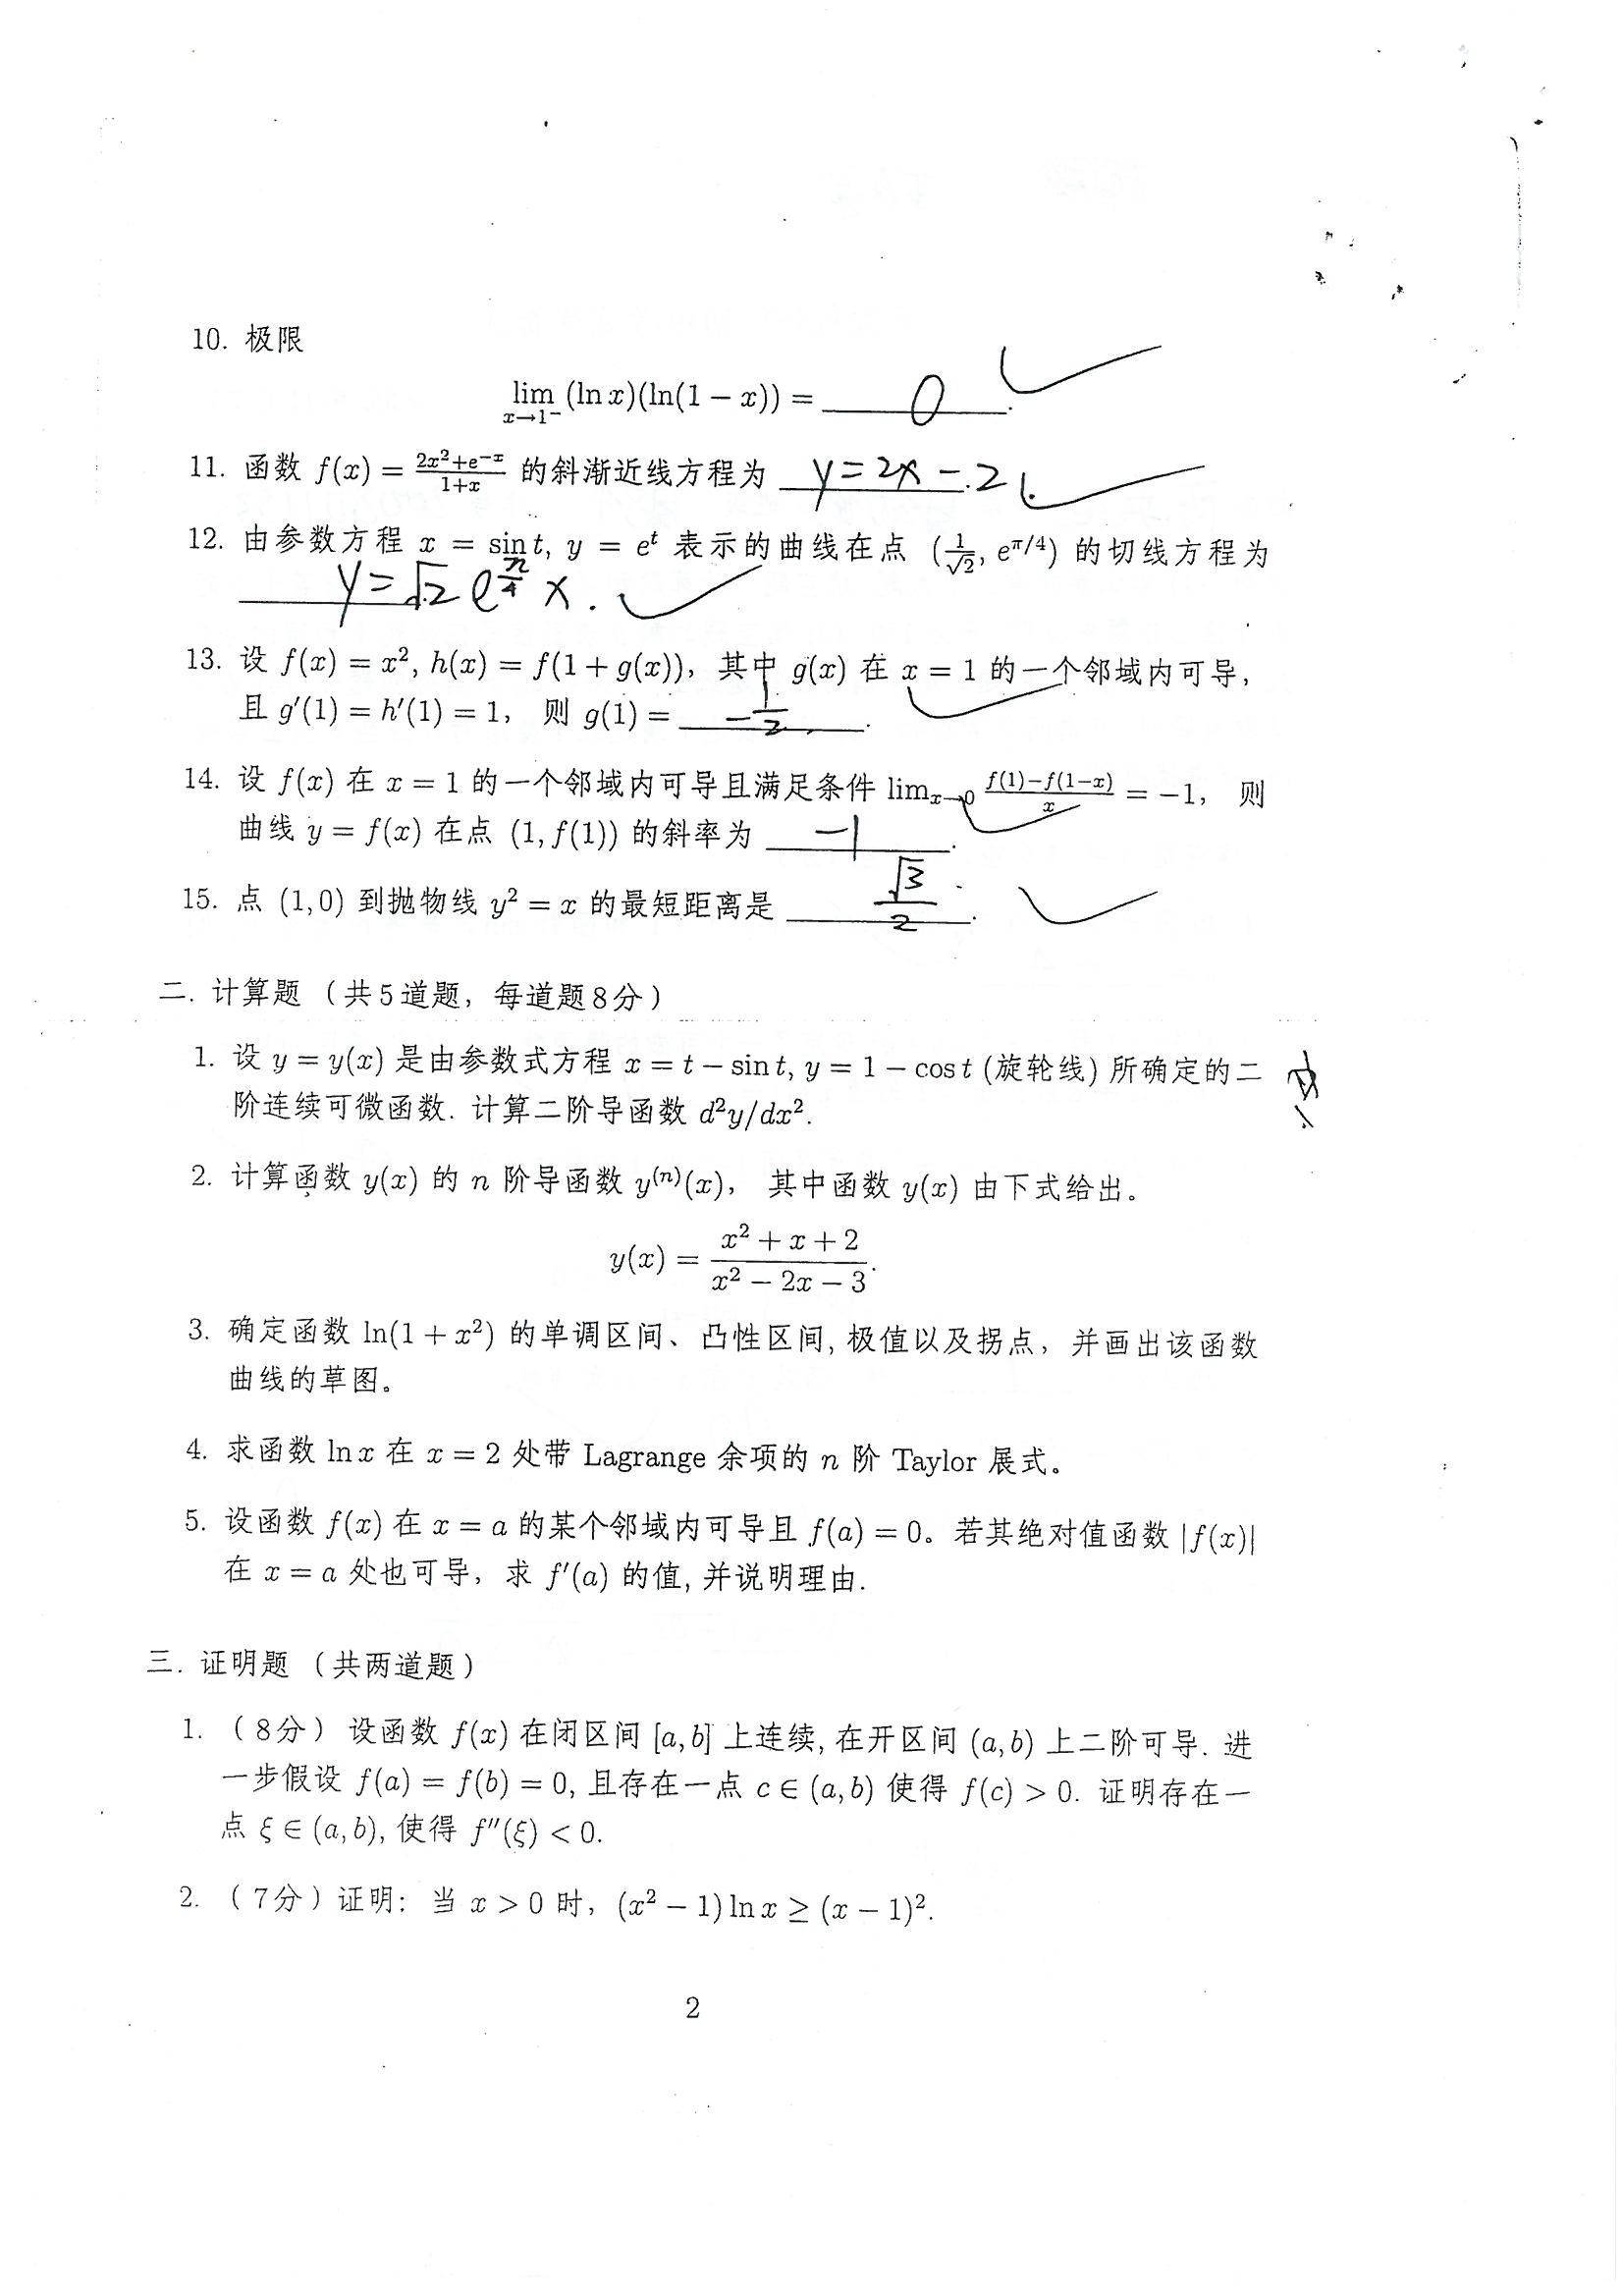 10. 极限
lim_{x→1^-} (ln x)(ln(1 − x)) = 0.
11. 函数 f(x) = \frac{2x^2+e^{-x}}{1+x} 的斜渐近线方程为 y=2x-2.
12. 由参数方程 x = sin t, y = e^t 表示的曲线在点 (\frac{1}{\sqrt{2}}, e^{π/4}) 的切线方程为
y=\sqrt{2} e^{\frac{π}{4}} x.
13. 设 f(x) = x^2, h(x) = f(1 + g(x))，其中 g(x) 在 x = 1 的一个邻域内可导，
且 g′(1) = h′(1) = 1， 则 g(1) = -\frac{1}{2}.
14. 设 f(x) 在 x = 1 的一个邻域内可导且满足条件 lim_{x→0} \frac{f(1)−f(1−x)}{x} = −1， 则
曲线 y = f(x) 在点 (1, f(1)) 的斜率为 -1.
15. 点 (1, 0) 到抛物线 y^2 = x 的最短距离是 \frac{\sqrt{3}}{2}.
二. 计算题（共5道题，每道题8分）
1. 设 y = y(x) 是由参数式方程 x = t − sin t, y = 1 − cos t (旋轮线) 所确定的二
阶连续可微函数. 计算二阶导函数 d^2y/dx^2.
2. 计算函数 y(x) 的 n 阶导函数 y^{(n)}(x)， 其中函数 y(x) 由下式给出。
y(x) = \frac{x^2 + x + 2}{x^2 − 2x − 3}.
3. 确定函数 ln(1 + x^2) 的单调区间、凸性区间, 极值以及拐点，并画出该函数
曲线的草图。
4. 求函数 ln x 在 x = 2 处带 Lagrange 余项的 n 阶 Taylor 展式。
5. 设函数 f(x) 在 x = a 的某个邻域内可导且 f(a) = 0。若其绝对值函数 |f(x)|
在 x = a 处也可导，求 f′(a) 的值, 并说明理由.
三. 证明题（共两道题）
1. （8分）设函数 f(x) 在闭区间 [a, b] 上连续, 在开区间 (a, b) 上二阶可导. 进
一步假设 f(a) = f(b) = 0, 且存在一点 c ∈ (a, b) 使得 f(c) > 0. 证明存在一
点 ξ ∈ (a, b), 使得 f″(ξ) < 0.
2. （7分）证明: 当 x > 0 时，(x^2 − 1) ln x ≥ (x − 1)^2.
2